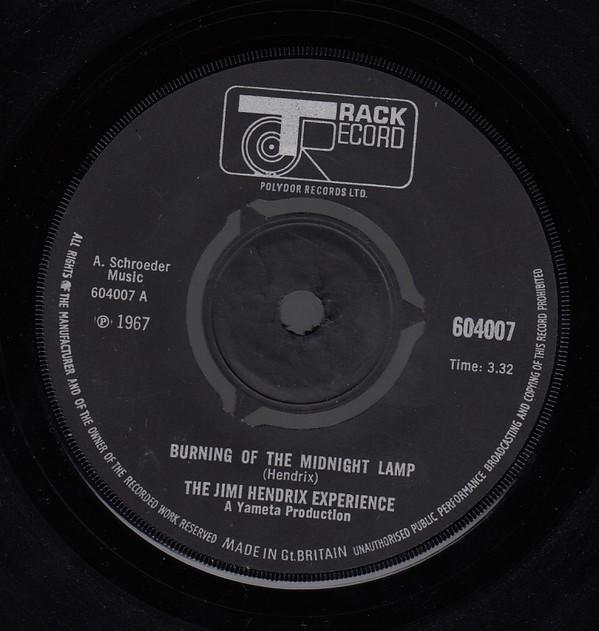 TRACK
RECORD
POLYDOR RECORDS LTD.
A. Schroeder
Music
604007 A
℗ 1967
604007
Time: 3.32
BURNING OF THE MIDNIGHT LAMP
(Hendrix)
THE JIMI HENDRIX EXPERIENCE
A Yameta Production
ALL RIGHTS OF THE MANUFACTURER AND OF THE OWNER OF THE RECORDED WORK RESERVED
MADE IN Gt.BRITAIN
UNAUTHORISED PUBLIC PERFORMANCE BROADCASTING AND COPYING OF THIS RECORD PROHIBITED